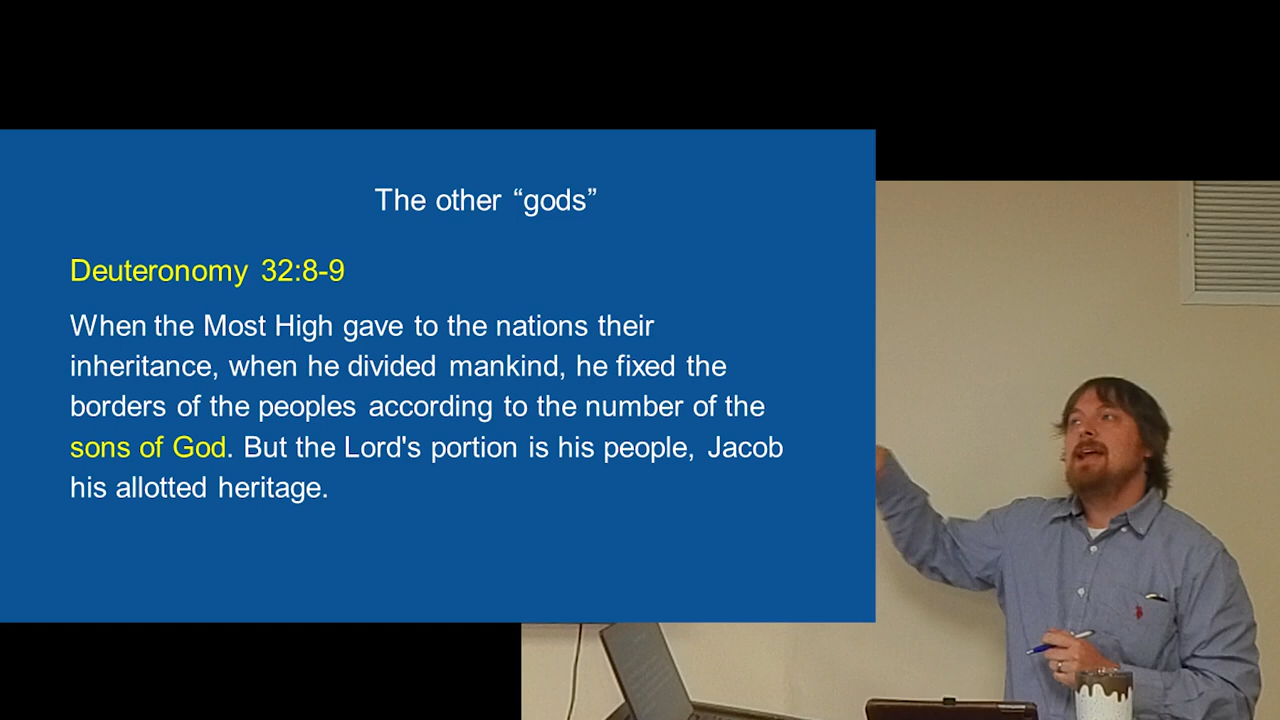 The other “gods”
Deuteronomy 32:8-9
When the Most High gave to the nations their
inheritance, when he divided mankind, he fixed the
borders of the peoples according to the number of the
sons of God. But the Lord's portion is his people, Jacob
his allotted heritage.